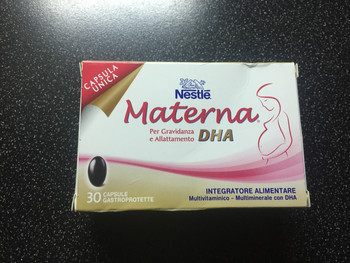 CAPSULA
UNICA
Nestlé
Materna
Per Gravidanza
e Allattamento
DHA
30 CAPSULE
GASTROPROTETTE
INTEGRATORE ALIMENTARE
Multivitaminico - Multiminerale con DHA